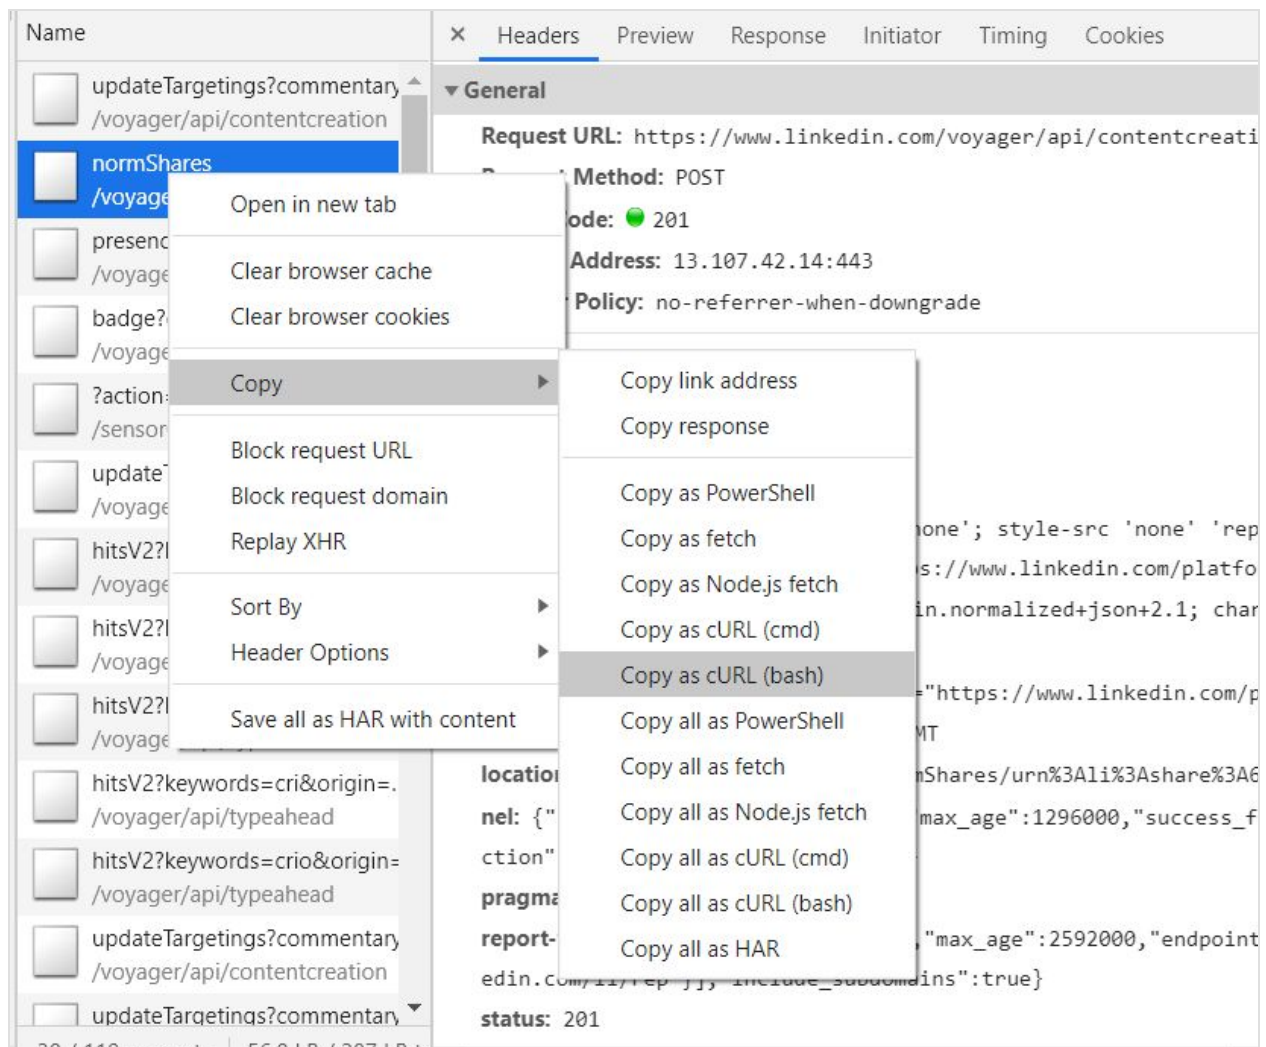 Name
× Headers Preview Response Initiator Timing Cookies
updateTargetings?commentary
/voyager/api/contentcreation
normShares
/voyage
presenc
/voyage
badge?
/voyage
?action
/sensor
update
/voyage
hitsV2?
/voyage
hitsV2?
/voyage
hitsV2?
/voyage
hitsV2?keywords=cri&origin=.
/voyager/api/typeahead
hitsV2?keywords=crio&origin=
/voyager/api/typeahead
updateTargetings?commentary
/voyager/api/contentcreation
updateTargetings?commentary
Open in new tab
Clear browser cache
Clear browser cookies
Copy
Block request URL
Block request domain
Replay XHR
Sort By
Header Options
Save all as HAR with content
Copy link address
Copy response
Copy as PowerShell
Copy as fetch
Copy as Node.js fetch
Copy as cURL (cmd)
Copy as cURL (bash)
Copy all as PowerShell
Copy all as fetch
Copy all as Node.js fetch
Copy all as cURL (cmd)
Copy all as cURL (bash)
Copy all as HAR
▼ General
Request URL: https://www.linkedin.com/voyager/api/contentcreati
Method: POST
ode: 201
Address: 13.107.42.14:443
Policy: no-referrer-when-downgrade
one'; style-src 'none' 'rep
s://www.linkedin.com/platfo
in.normalized+json+2.1; char
="https://www.linkedin.com/p
MT
location mShares/urn%3Ali%3Ashare%3A6
nel: {" max_age":1296000,"success_f
ction"
pragma
report- ,"max_age":2592000,"endpoint
edin.com/li/rep"}],"include_subdomains":true}
status: 201